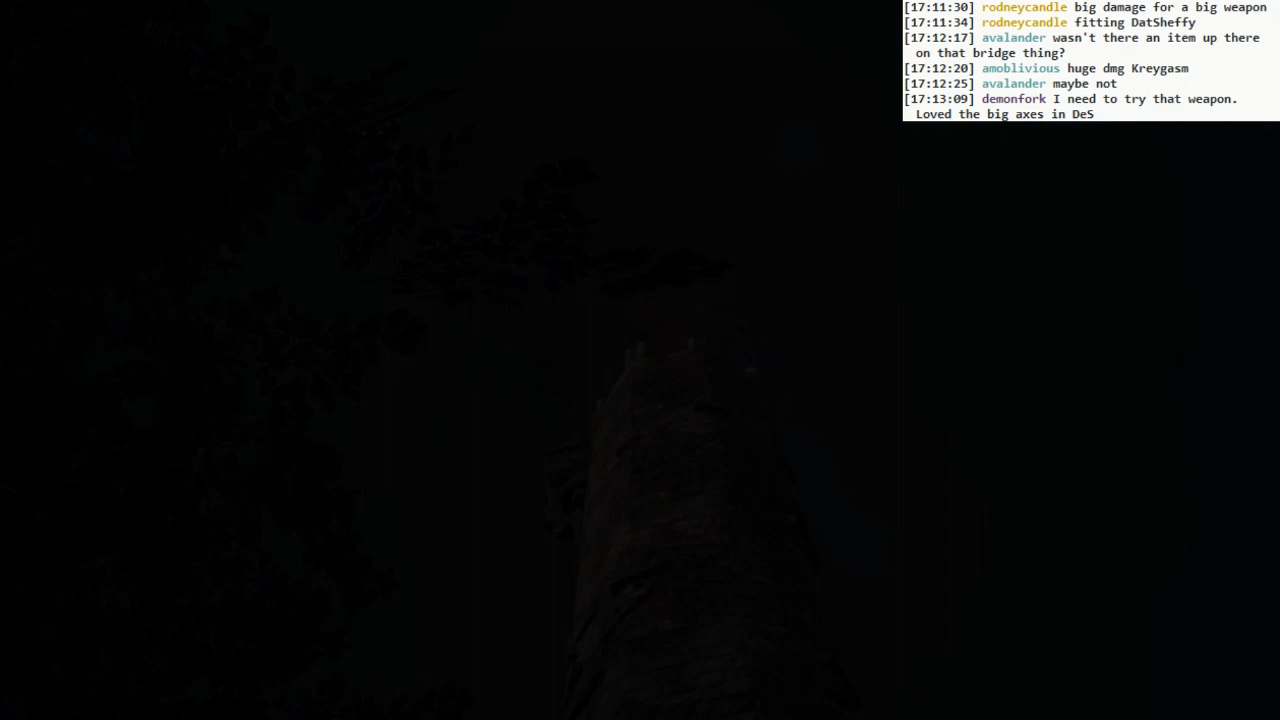 [17:11:30] rodneycandle big damage for a big weapon
[17:11:34] rodneycandle fitting DatSheffy
[17:12:17] avalander wasn't there an item up there
on that bridge thing?
[17:12:20] amoblivious huge dmg Kreygasm
[17:12:25] avalander maybe not
[17:13:09] demonfork I need to try that weapon.
Loved the big axes in DeS